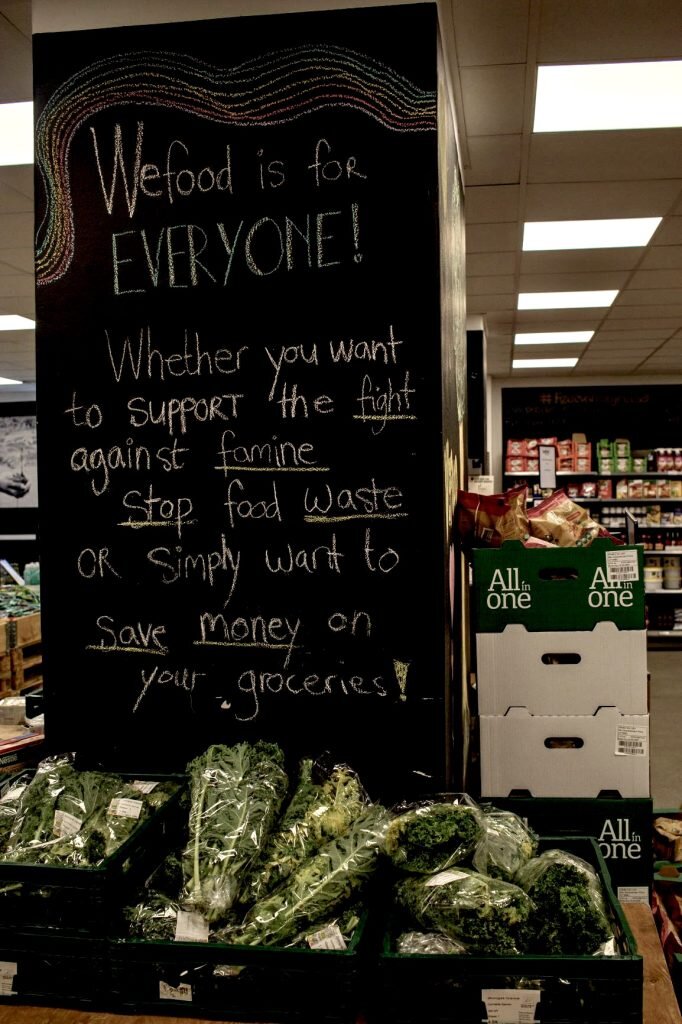 Wefood is for
EVERYONE!
Whether you want
to SUPPORT the fight
against famine
Stop food waste
OR simply want to
Save money on
your groceries!
All in one
All in one
All in one